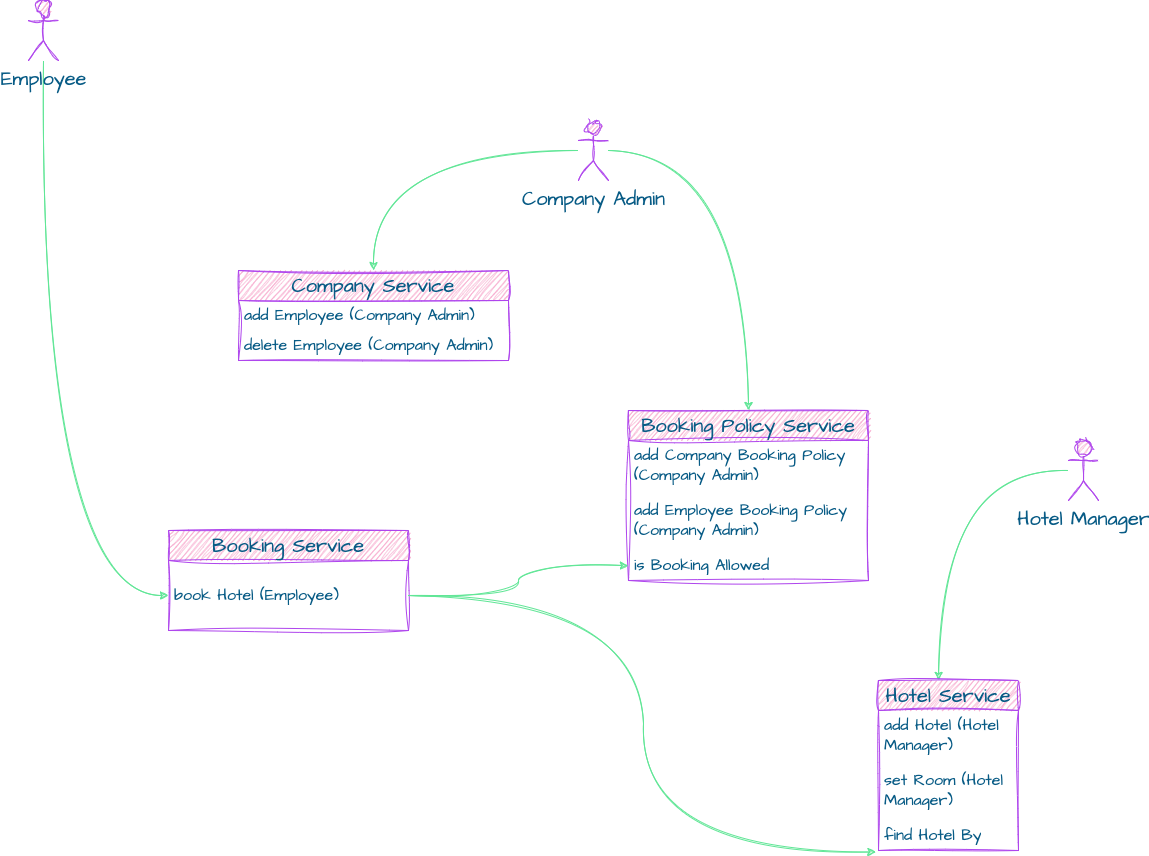 Employee
Company Admin
Company Service
add Employee (Company Admin)
delete Employee (Company Admin)
Booking Policy Service
add Company Booking Policy
(Company Admin)
add Employee Booking Policy
(Company Admin)
is Booking Allowed
Hotel Manager
Booking Service
book Hotel (Employee)
Hotel Service
add Hotel (Hotel
Manager)
set Room (Hotel
Manager)
find Hotel By